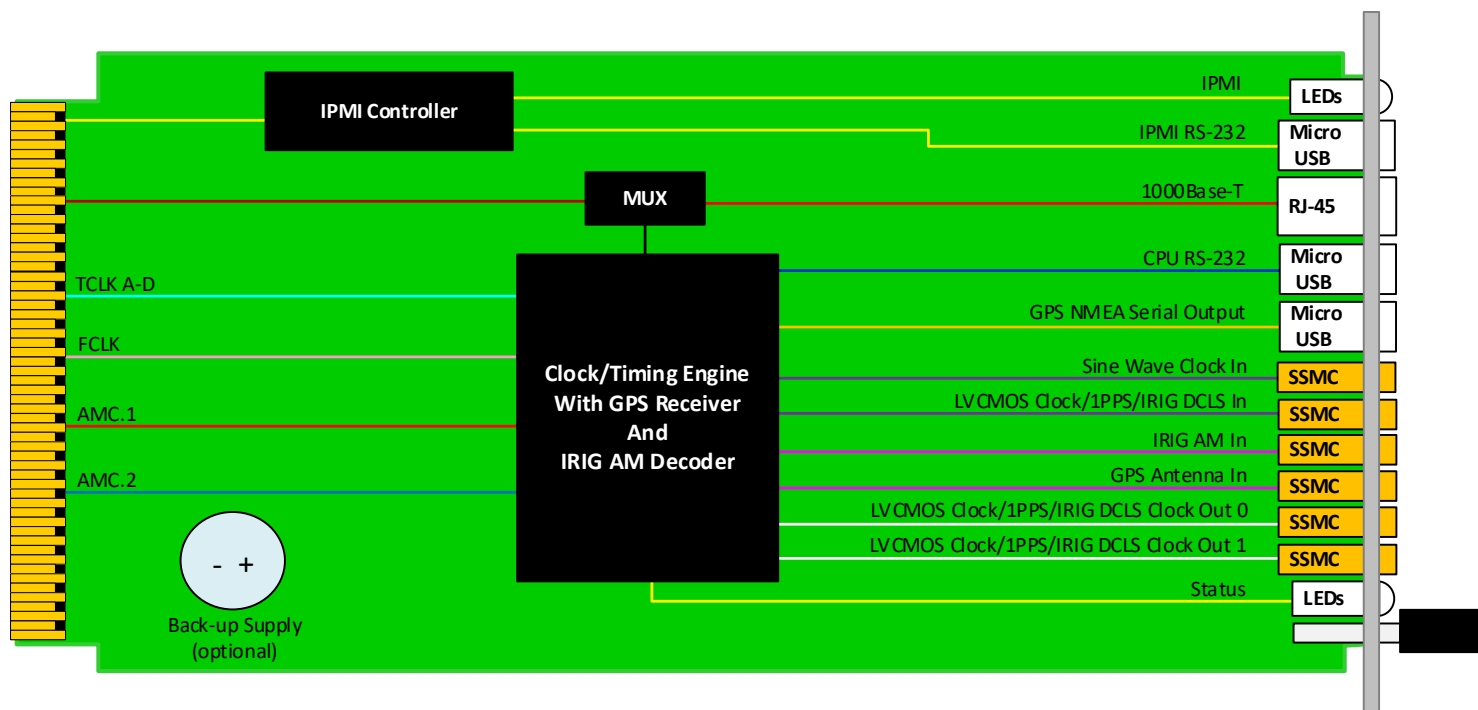 IPMI
LEDs
IPMI Controller
IPMI RS-232
Micro
USB
1000Base-T
RJ-45
MUX
CPU RS-232
Micro
USB
TCLK A-D
GPS NMEA Serial Output
Micro
USB
FCLK
Sine Wave Clock In
SSMC
Clock/Timing Engine
With GPS Receiver
And
IRIG AM Decoder
LVCMOS Clock/1PPS/IRIG DCLS In
SSMC
AMC.1
IRIG AM In
SSMC
AMC.2
GPS Antenna In
SSMC
LVCMOS Clock/1PPS/IRIG DCLS Clock Out 0
SSMC
LVCMOS Clock/1PPS/IRIG DCLS Clock Out 1
SSMC
- +
Status
LEDs
Back-up Supply
(optional)